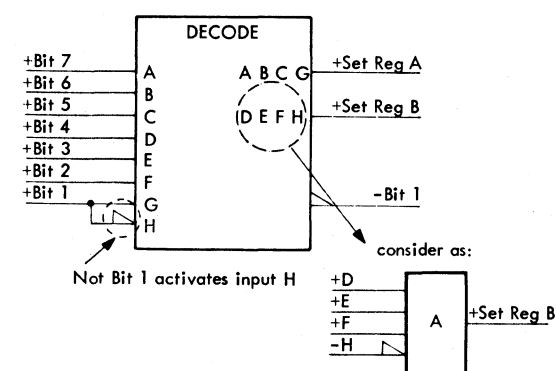 DECODE
+Bit 7
+Bit 6
+Bit 5
+Bit 4
+Bit 3
+Bit 2
+Bit 1
A
B
C
D
E
F
G
H
A B C G
D E F H
+Set Reg A
+Set Reg B
-Bit 1
Not Bit 1 activates input H
consider as:
+D
+E
+F
-H
A
+Set Reg B